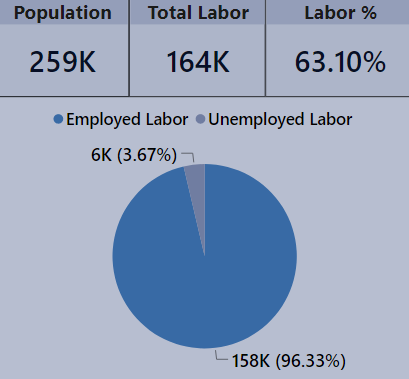 Population Total Labor Labor %
259K 164K 63.10%
Employed Labor Unemployed Labor
6K (3.67%)
158K (96.33%)